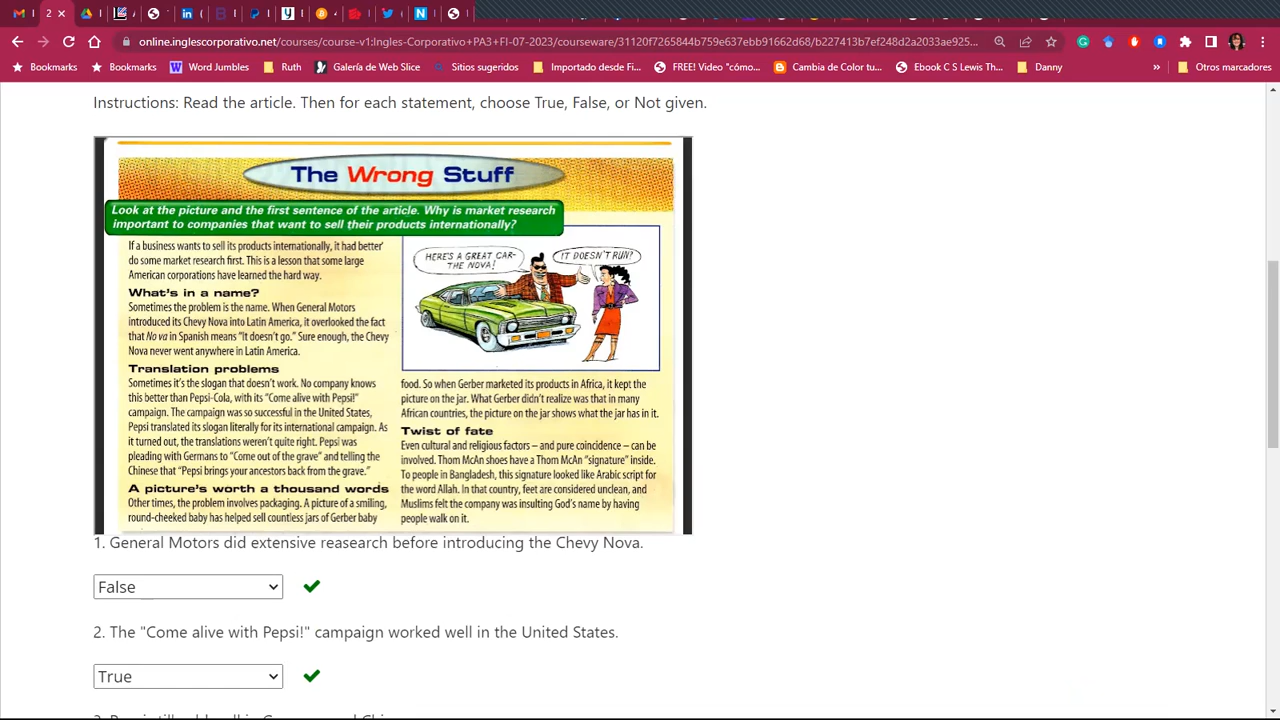 2
online.inglescorporativo.net/courses/course-v1:Ingles-Corporativo+PA3+FI-07-2023/courseware/31120f7265844b759e637ebb91662d68/b227413b7ef248d2a2033ae925...
Bookmarks Bookmarks Word Jumbles Ruth Galería de Web Slice Sitios sugeridos Importado desde Fi... FREE! Video "cómo... Cambia de Color tu... Ebook C S Lewis Th... Danny » Otros marcadores
Instructions: Read the article. Then for each statement, choose True, False, or Not given.
The Wrong Stuff
Look at the picture and the first sentence of the article. Why is market research
important to companies that want to sell their products internationally?
If a business wants to sell its products internationally, it had better
do some market research first. This is a lesson that some large
American corporations have learned the hard way.
What's in a name?
Sometimes the problem is the name. When General Motors
introduced its Chevy Nova into Latin America, it overlooked the fact
that No va in Spanish means "It doesn't go." Sure enough, the Chevy
Nova never went anywhere in Latin America.
Translation problems
Sometimes it's the slogan that doesn't work. No company knows
this better than Pepsi-Cola, with its "Come alive with Pepsi!"
campaign. The campaign was so successful in the United States,
Pepsi translated its slogan literally for its international campaign. As
it turned out, the translations weren't quite right. Pepsi was
pleading with Germans to "Come out of the grave" and telling the
Chinese that "Pepsi brings your ancestors back from the grave."
A picture's worth a thousand words
Other times, the problem involves packaging. A picture of a smiling,
round-cheeked baby has helped sell countless jars of Gerber baby
HERE'S A GREAT CAR-
THE NOVA!
IT DOESN'T RUN?
food. So when Gerber marketed its products in Africa, it kept the
picture on the jar. What Gerber didn't realize was that in many
African countries, the picture on the jar shows what the jar has in it.
Twist of fate
Even cultural and religious factors – and pure coincidence – can be
involved. Thom McAn shoes have a Thom McAn "signature" inside.
To people in Bangladesh, this signature looked like Arabic script for
the word Allah. In that country, feet are considered unclean, and
Muslims felt the company was insulting God's name by having
people walk on it.
1. General Motors did extensive reasearch before introducing the Chevy Nova.
False
2. The "Come alive with Pepsi!" campaign worked well in the United States.
True